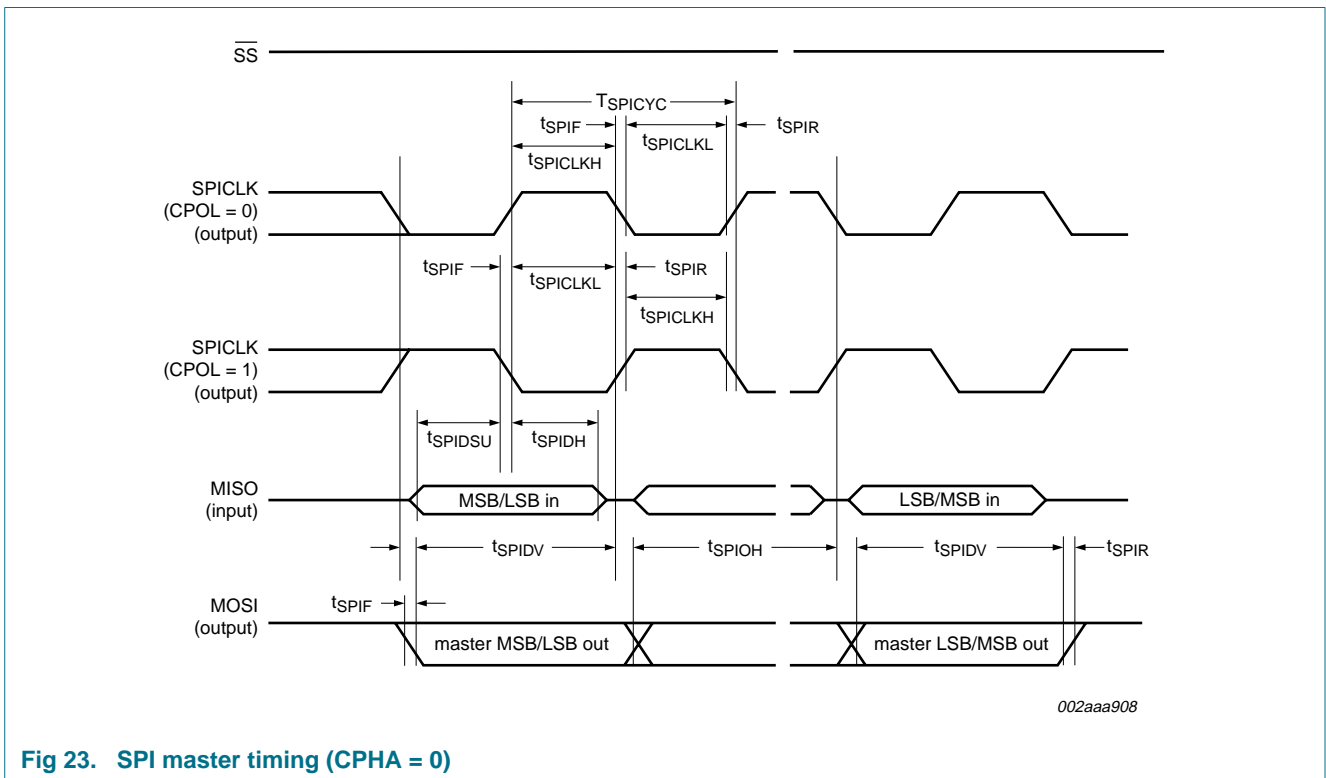 SS
TSPICYC
tSPIF
tSPICLKL
tSPIR
tSPICLKH
SPICLK
(CPOL = 0)
(output)
tSPIF
tSPICLKL
tSPIR
tSPICLKH
SPICLK
(CPOL = 1)
(output)
tSPIDSU
tSPIDH
MISO
(input)
MSB/LSB in
LSB/MSB in
tSPIDV
tSPIOH
tSPIDV
tSPIR
tSPIF
MOSI
(output)
master MSB/LSB out
master LSB/MSB out
002aaa908
Fig 23. SPI master timing (CPHA = 0)